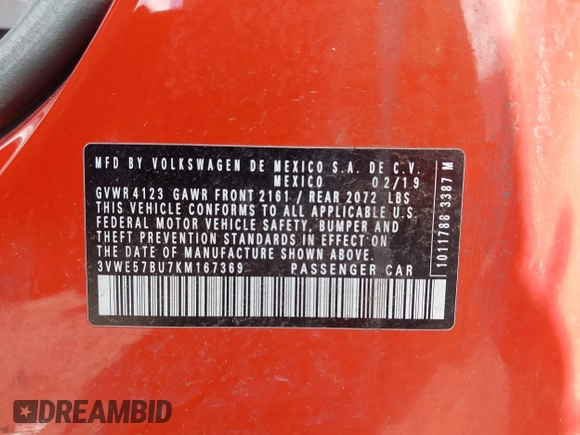 MFD BY VOLKSWAGEN DE MEXICO S.A. DE C.V.
MEXICO 02/19
GVWR 4123 GAWR FRONT 2161 / REAR 2072 LBS
THIS VEHICLE CONFORMS TO ALL APPLICABLE U.S.
FEDERAL MOTOR VEHICLE SAFETY, BUMPER AND
THEFT PREVENTION STANDARDS IN EFFECT ON
THE DATE OF MANUFACTURE SHOWN ABOVE.
3VWE57BU7KM167369 PASSENGER CAR
1011788 3387 M
DREAMBID